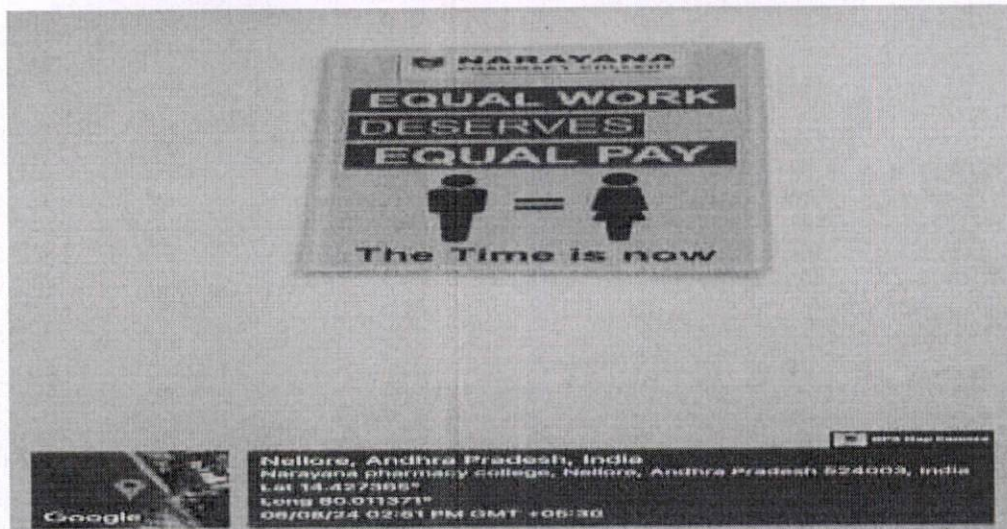 NARAYANA
PHARMACY COLLEGE
EQUAL WORK
DESERVES
EQUAL PAY
=
The Time is now
GPS Map Camera
Nellore, Andhra Pradesh, India
Narayana pharmacy college, Nellore, Andhra Pradesh 524003, India
Lat 14.427365°
Long 80.011371°
06/08/24 02:51 PM GMT +05:30
Google